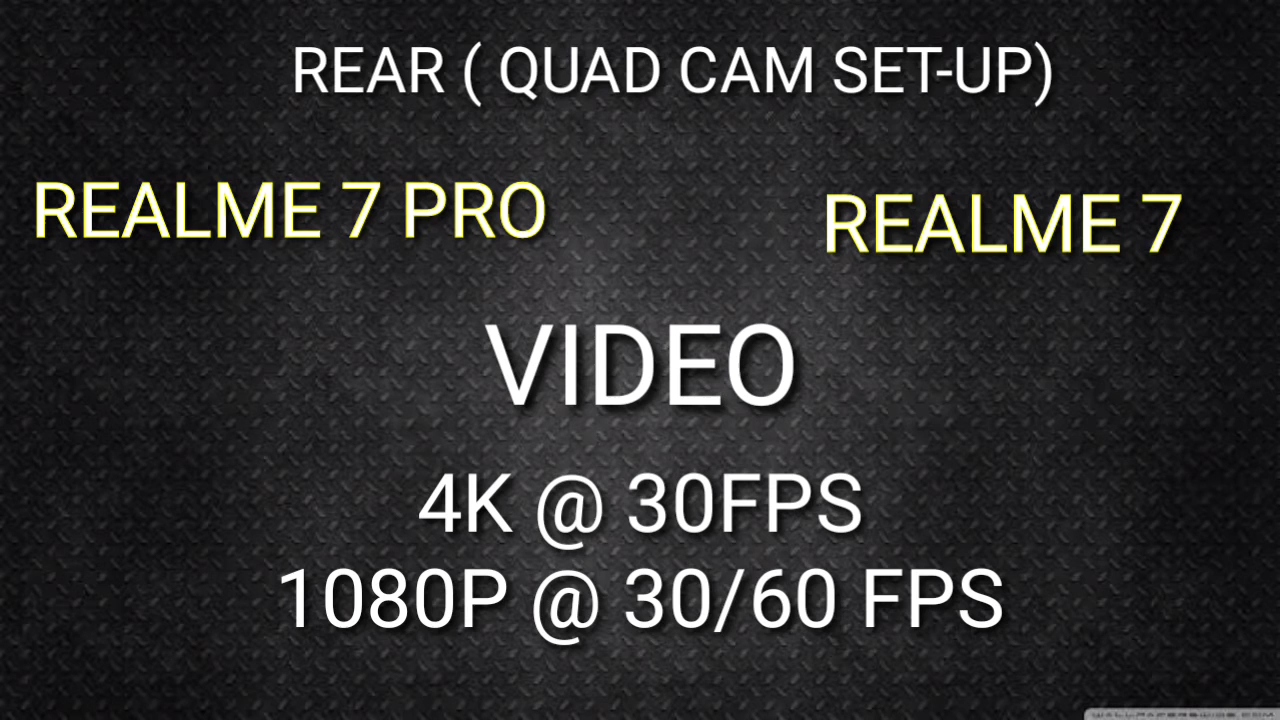 REAR ( QUAD CAM SET-UP)
REALME 7 PRO
REALME 7
VIDEO
4K @ 30FPS
1080P @ 30/60 FPS